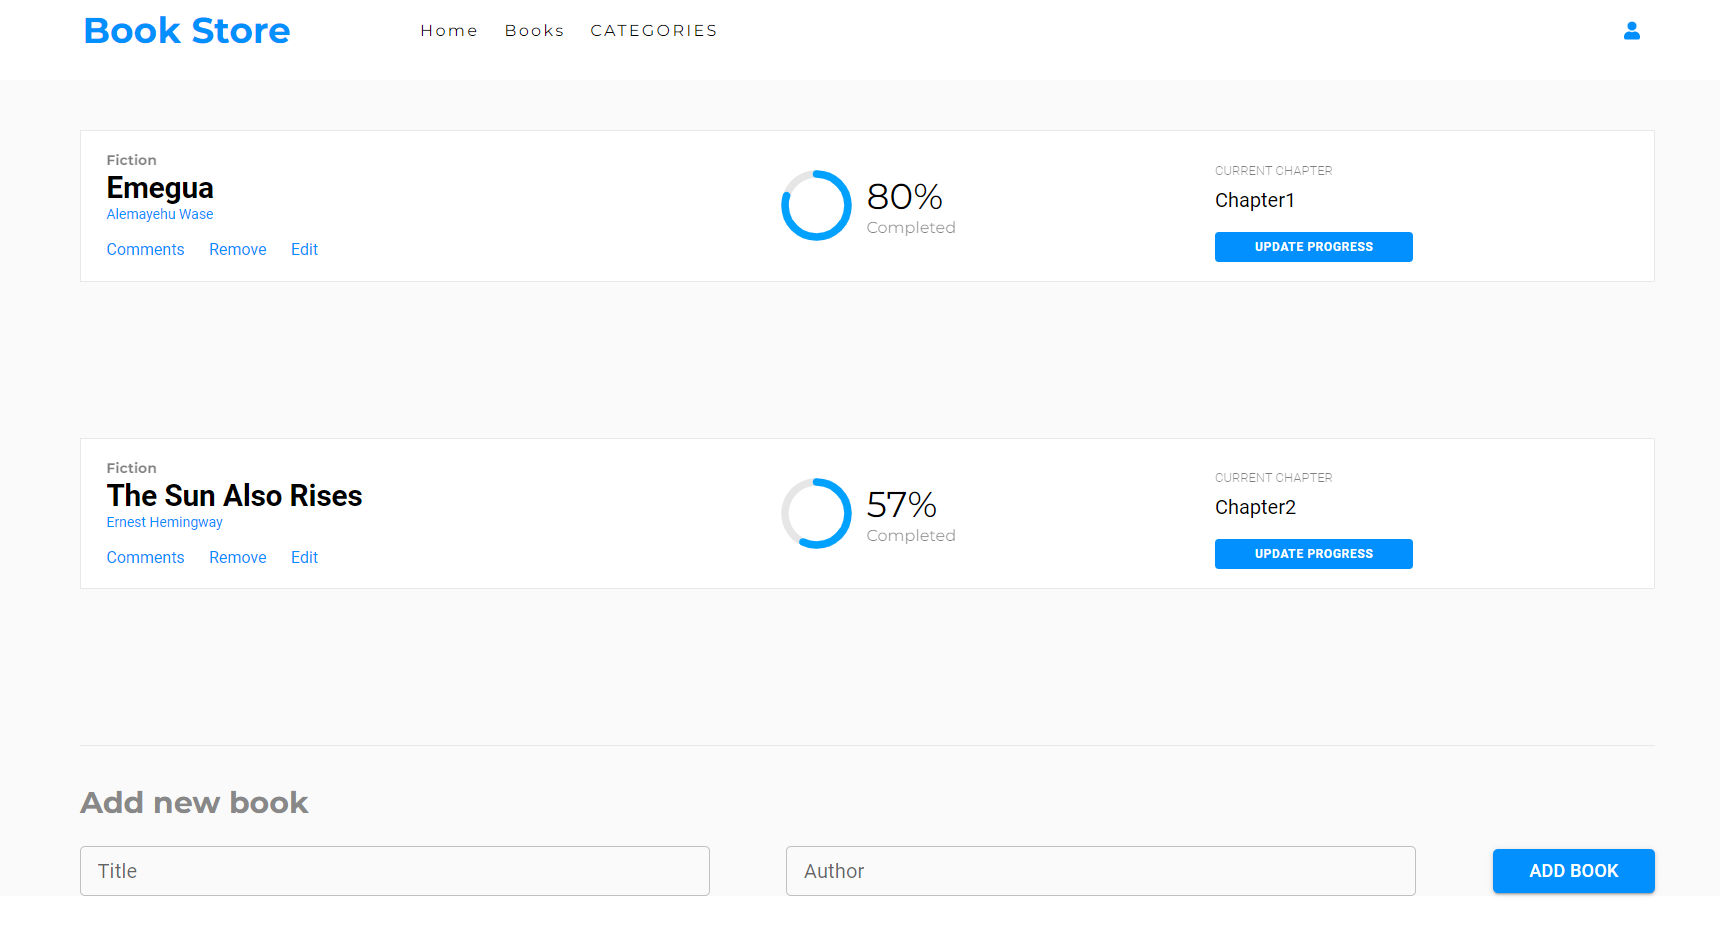 Book Store
Home Books CATEGORIES
Fiction
Emegua
Alemayehu Wase
Comments Remove Edit
80%
Completed
CURRENT CHAPTER
Chapter1
UPDATE PROGRESS
Fiction
The Sun Also Rises
Ernest Hemingway
Comments Remove Edit
57%
Completed
CURRENT CHAPTER
Chapter2
UPDATE PROGRESS
Add new book
Title
Author
ADD BOOK